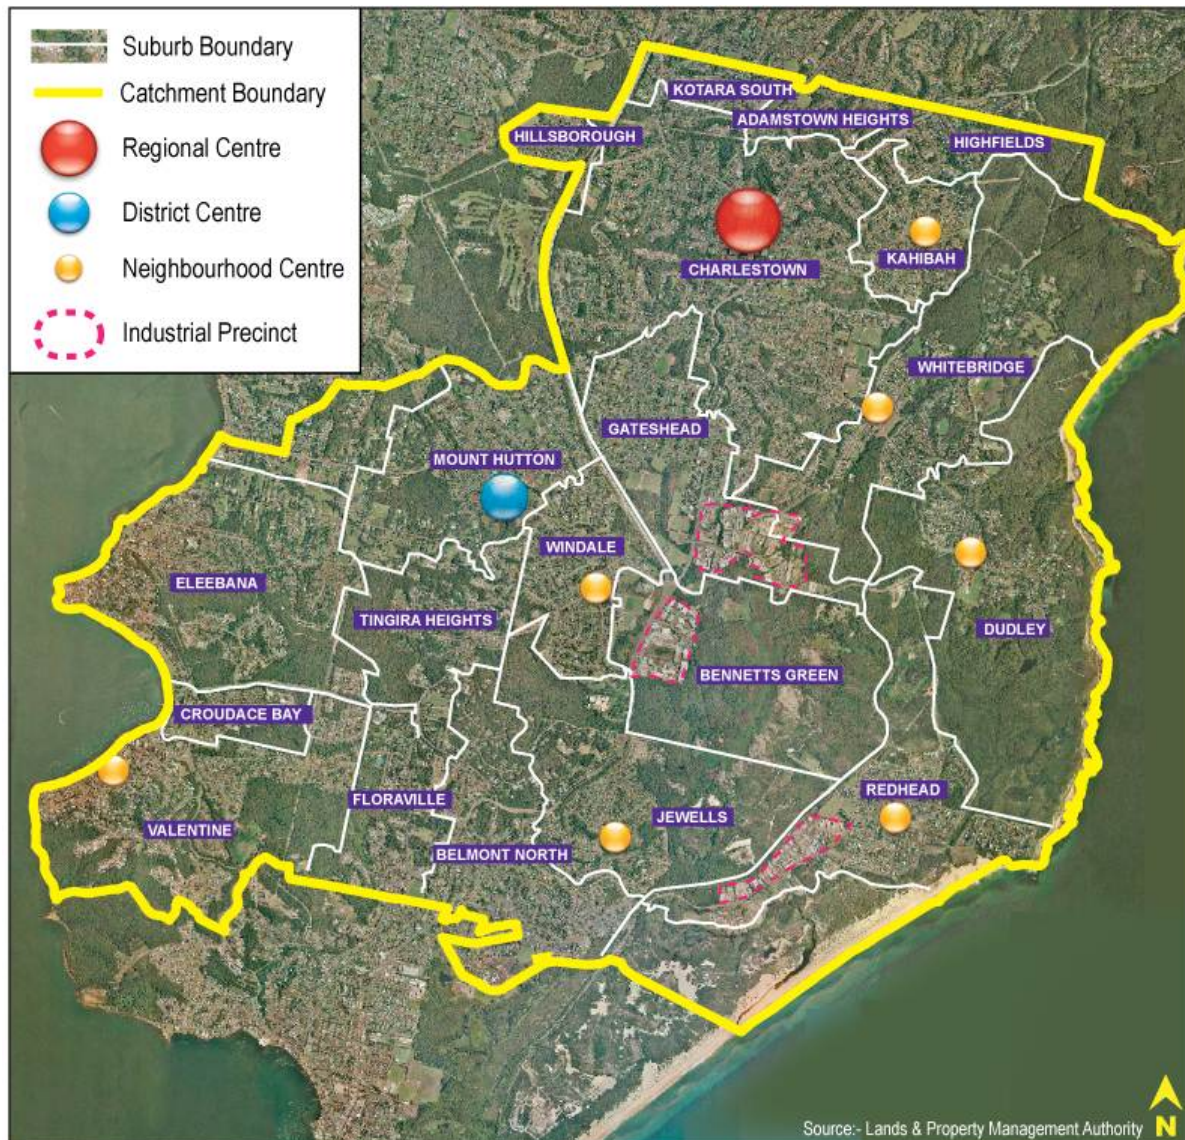 Suburb Boundary
Catchment Boundary
Regional Centre
District Centre
Neighbourhood Centre
Industrial Precinct
KOTARA SOUTH
ADAMSTOWN HEIGHTS
HILLSBOROUGH
HIGHFIELDS
KAHIBAH
CHARLESTOWN
WHITEBRIDGE
GATESHEAD
MOUNT HUTTON
WINDALE
ELEEBANA
TINGIRA HEIGHTS
DUDLEY
BENNETTS GREEN
CROUDACE BAY
REDHEAD
FLORAVILLE
JEWELLS
VALENTINE
BELMONT NORTH
Source:- Lands & Property Management Authority
N